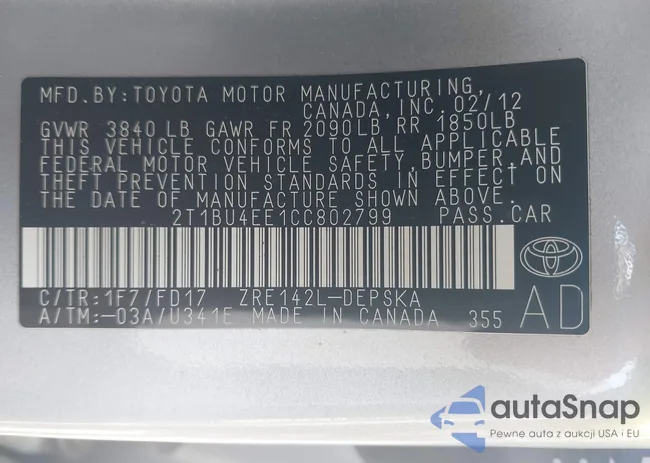 MFD.BY:TOYOTA MOTOR MANUFACTURING,
CANADA,INC.02/12
GVWR 3840LB GAWR FR 2090LB RR 1850LB
THIS VEHICLE CONFORMS TO ALL APPLICABLE
FEDERAL MOTOR VEHICLE SAFETY,BUMPER,AND
THEFT PREVENTION STANDARDS IN EFFECT ON
THE DATE OF MANUFACTURE SHOWN ABOVE.
2T1BU4EE1CC802799 PASS.CAR
C/TR:1F7/FD17 ZRE142L-DEPSKA
A/TM:-03A/U341E MADE IN CANADA 355
AD
autaSnap
Pewne auta z aukcji USA i EU